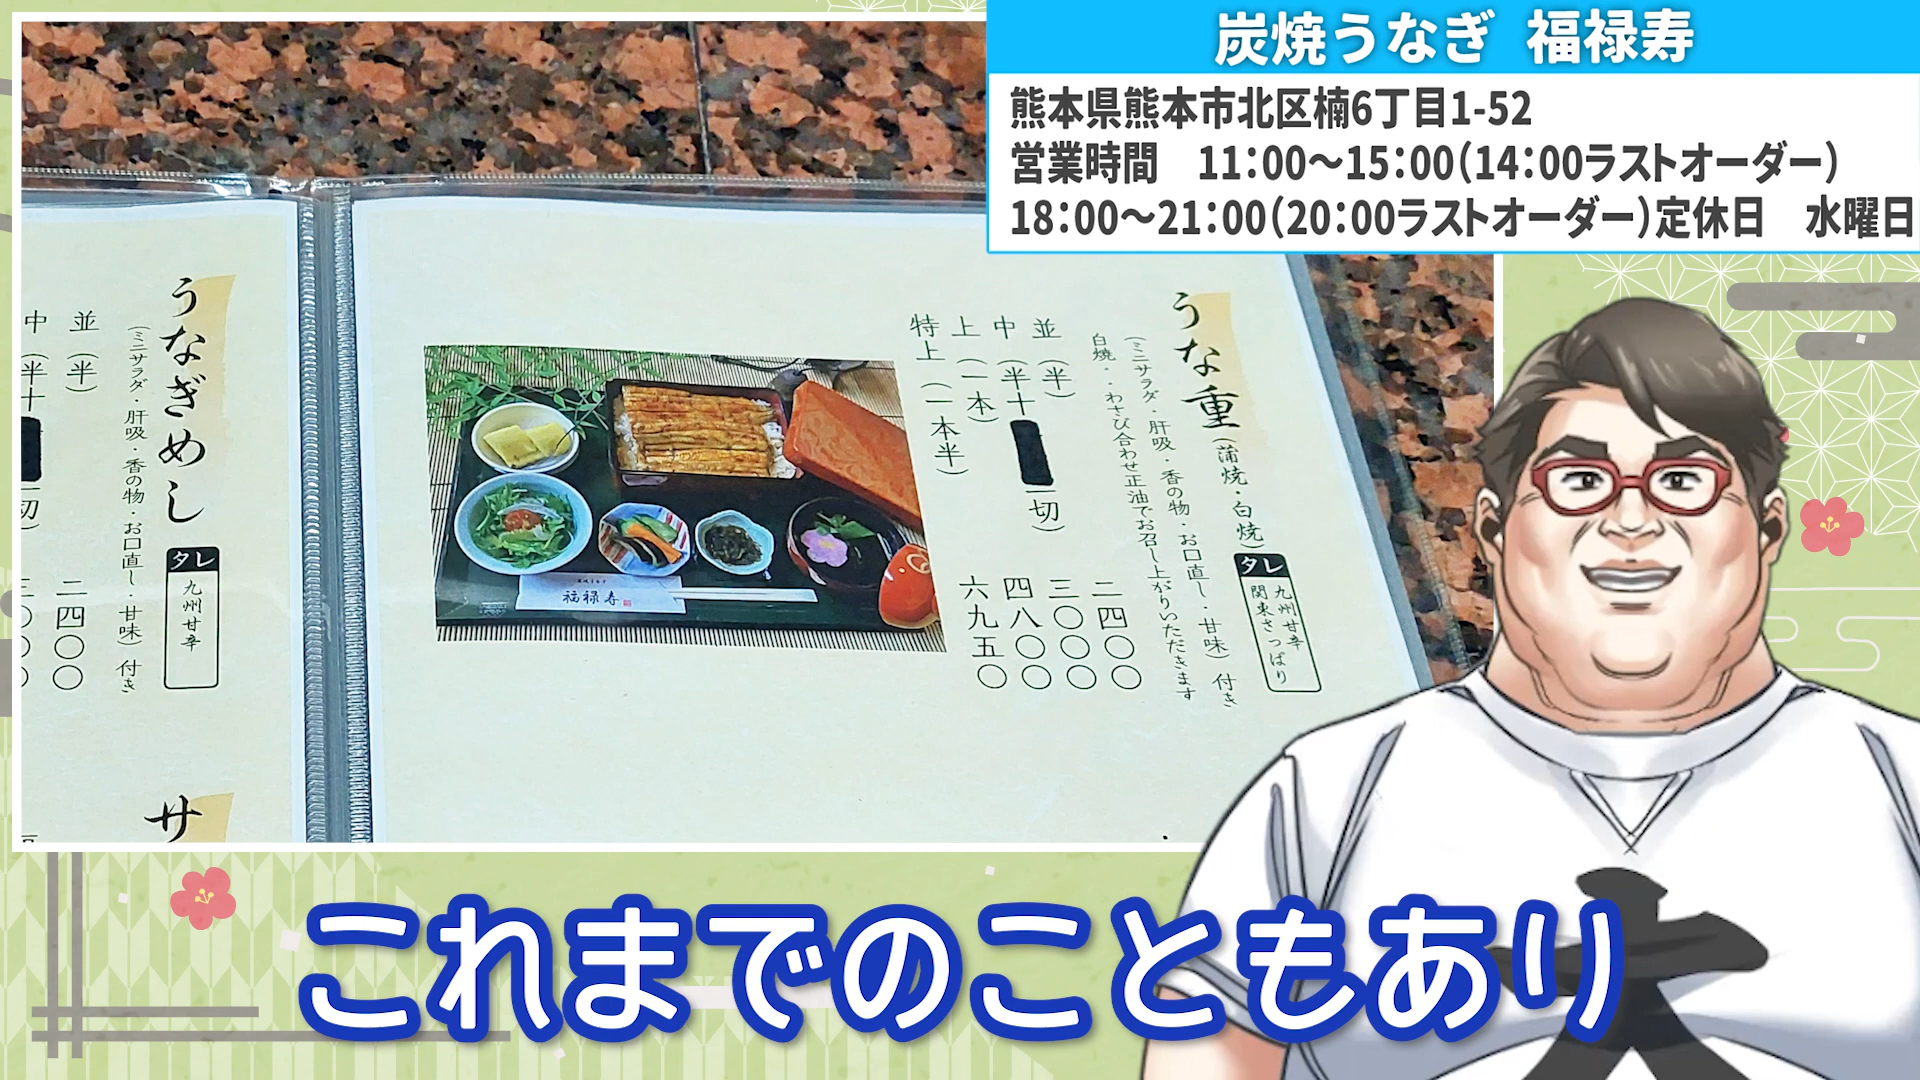 炭焼うなぎ 福禄寿
熊本県熊本市北区楠6丁目1-52
営業時間 11:00〜15:00(14:00ラストオーダー)
18:00〜21:00(20:00ラストオーダー)定休日 水曜日
うな重(蒲焼・白焼)
タレ
九州甘辛
関東さっぱり
(ミニサラダ・肝吸・香の物・お口直し・甘味)付き
白焼・・わさび合わせ正油でお召し上がりいただきます
並(半) 二四〇〇
中(半十 一切) 三〇〇〇
上(一本) 四八〇〇
特上(一本半) 六九五〇
福禄寿
うなぎめし
タレ
九州甘辛
(ミニサラダ・肝吸・香の物・お口直し・甘味)付き
並(半) 二四〇〇
中(半十 切)
サ
大
これまでのこともあり